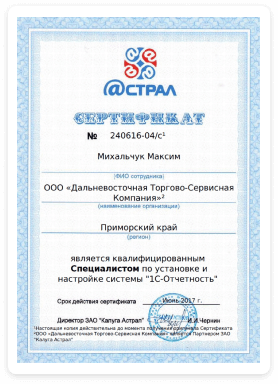 @СТРАЛ
СЕРТИФИКАТ
№ 240616-04/с¹
Михальчук Максим
(ФИО сотрудника)
ООО «Дальневосточная Торгово-Сервисная
Компания»²
(наименование организации)
Приморский край
(регион)
является квалифицированным
Специалистом по установке и
настройке системы "1С-Отчетность"
Срок действия сертификата Июнь 2017 г.
Директор ЗАО "Калуга Астрал" И.И.Чернин
¹Настоящая копия действительна до момента получения оригинала Сертификата
²ООО «Дальневосточная Торгово-Сервисная Компания» является Партнером ЗАО
"Калуга Астрал"